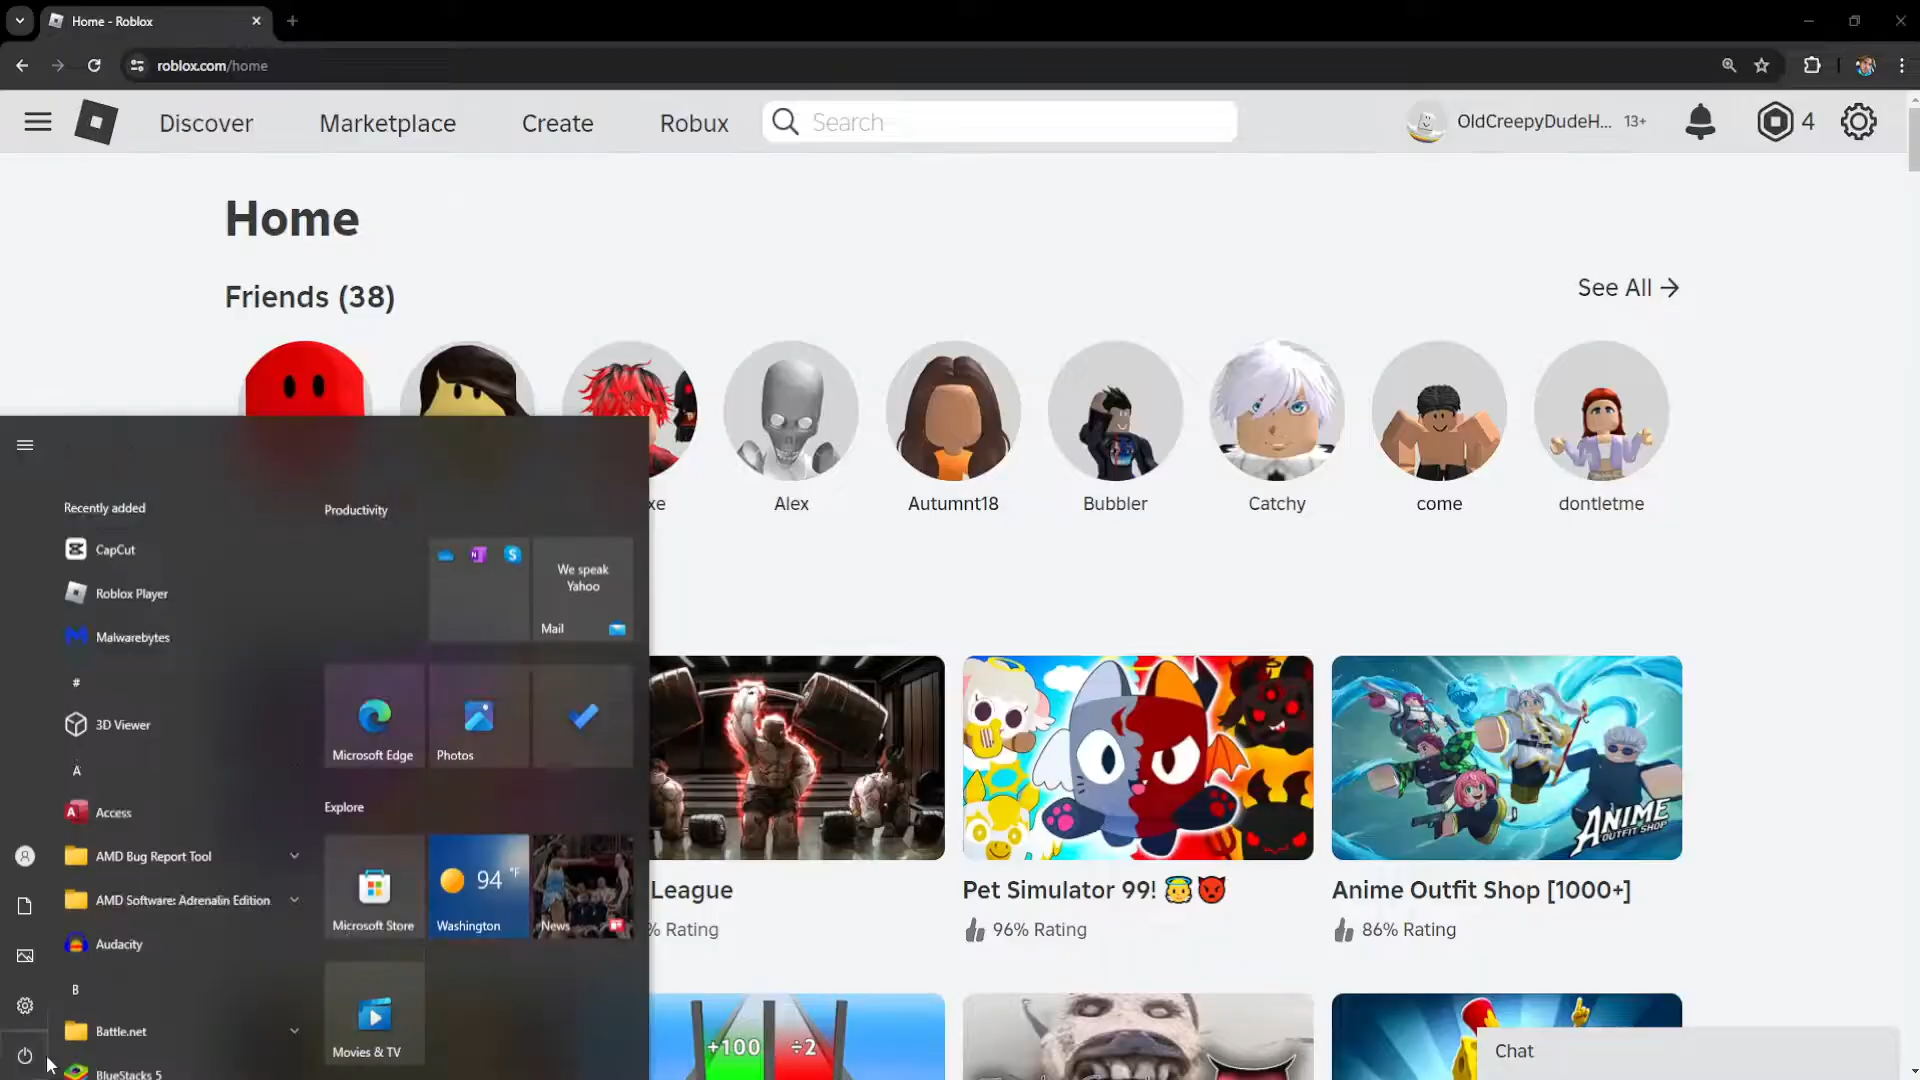 Home - Roblox
roblox.com/home
Discover
Marketplace
Create
Robux
Search
OldCreepyDudeH...
13+
4
Home
Friends (38)
See All
xe
Alex
Autumnt18
Bubbler
Catchy
come
dontletme
Recently added
CapCut
Roblox Player
Malwarebytes
#
3D Viewer
A
Access
AMD Bug Report Tool
AMD Software: Adrenalin Edition
Audacity
B
Battle.net
BlueStacks 5
Productivity
We speak
Yahoo
Mail
Microsoft Edge
Photos
Explore
Microsoft Store
94 °F
Washington
News
Movies & TV
League
% Rating
Pet Simulator 99! 😇👿
96% Rating
ANIME
OUTFIT SHOP
Anime Outfit Shop [1000+]
86% Rating
+100
÷2
Chat